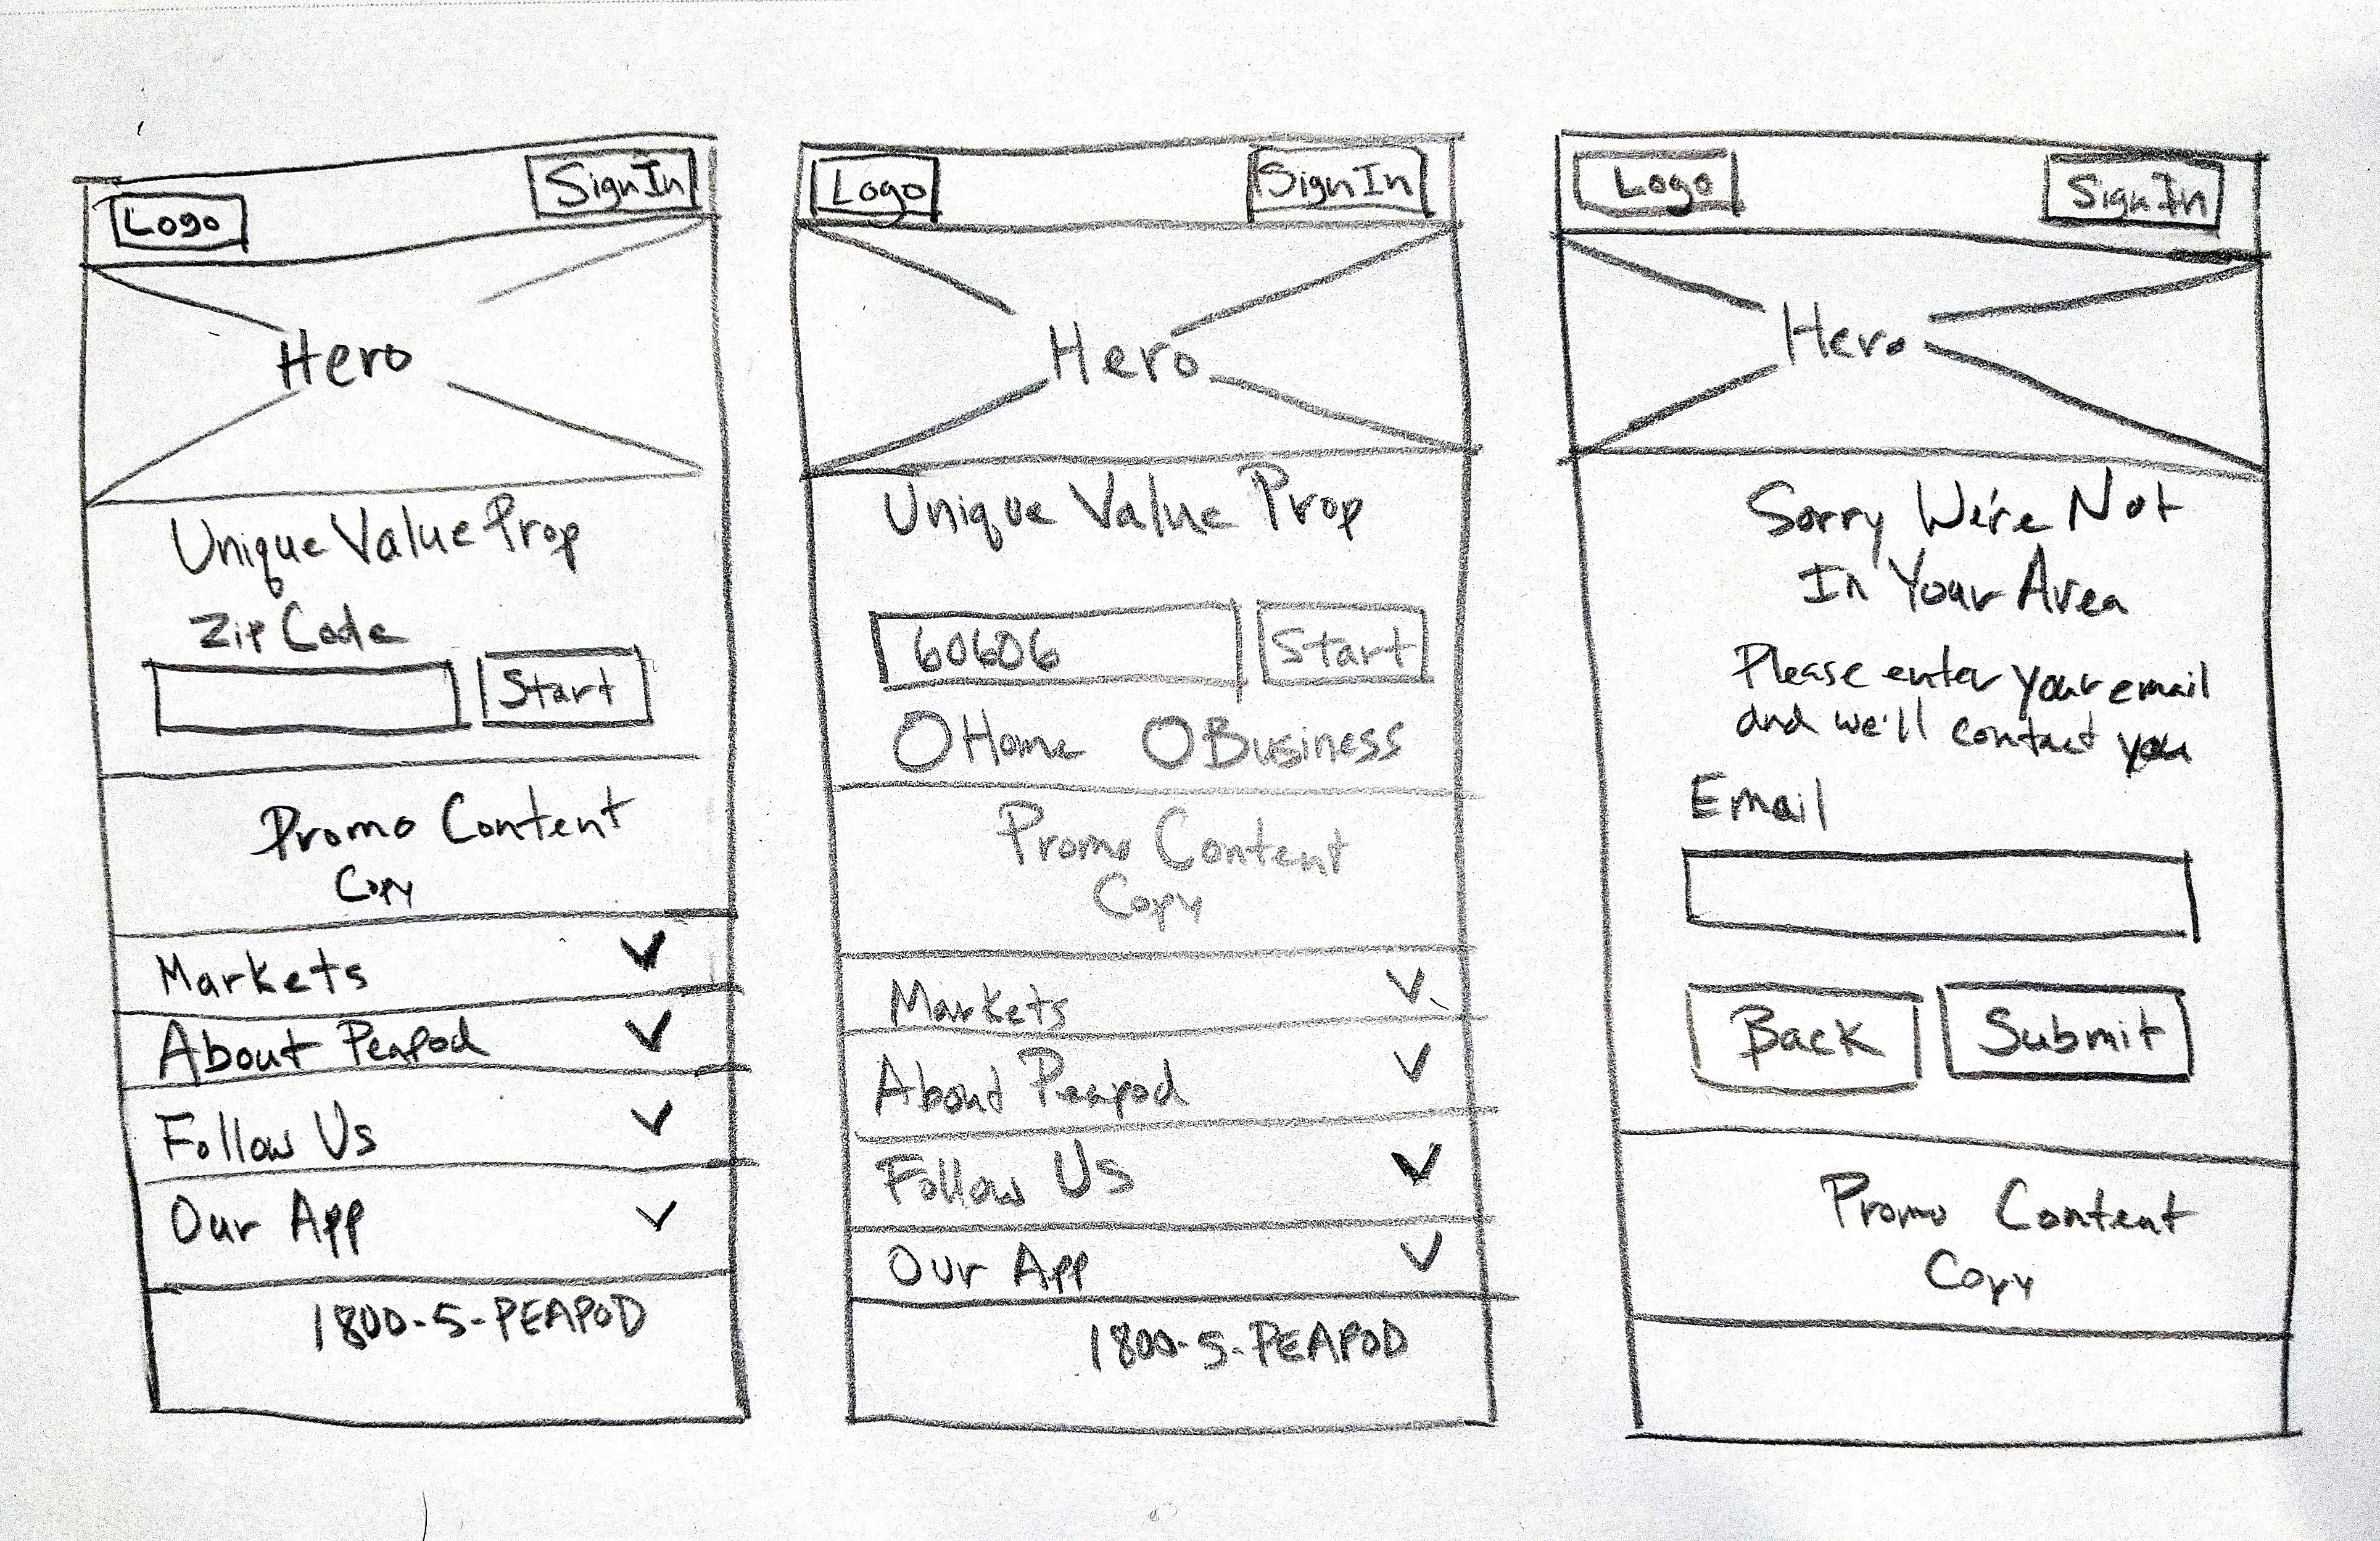 Logo
Sign In
Hero
Unique Value Prop
Zip Code
Start
Promo Content
Copy
Markets
About Peapod
Follow Us
Our App
1800-5-PEAPOD
Logo
Sign In
Hero
Unique Value Prop
60606
Start
Home
Business
Promo Content
Copy
Markets
About Peapod
Follow Us
Our App
1800-5-PEAPOD
Logo
Sign In
Hero
Sorry We're Not
In Your Area
Please enter your email
and we'll contact you
Email
Back
Submit
Promo Content
Copy